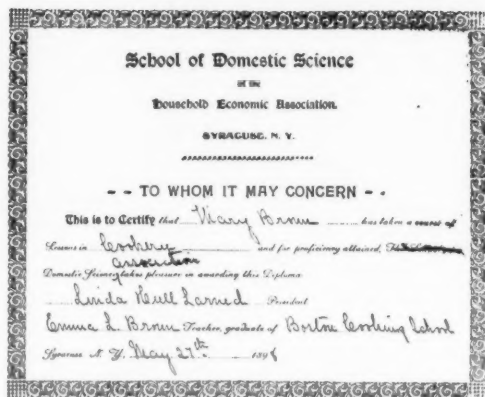 School of Domestic Science
of the
Household Economic Association.
SYRACUSE, N. Y.
- - TO WHOM IT MAY CONCERN - -
This is to Certify that Mary Brown has taken a course of
Lessons in Cookery and for proficiency attained, The
association
Domestic Science takes pleasure in awarding this Diploma
Linda Hull Larned President
Emma L. Brown Teacher, graduate of Boston Cooking School
Syracuse N. Y. May 27th 1898